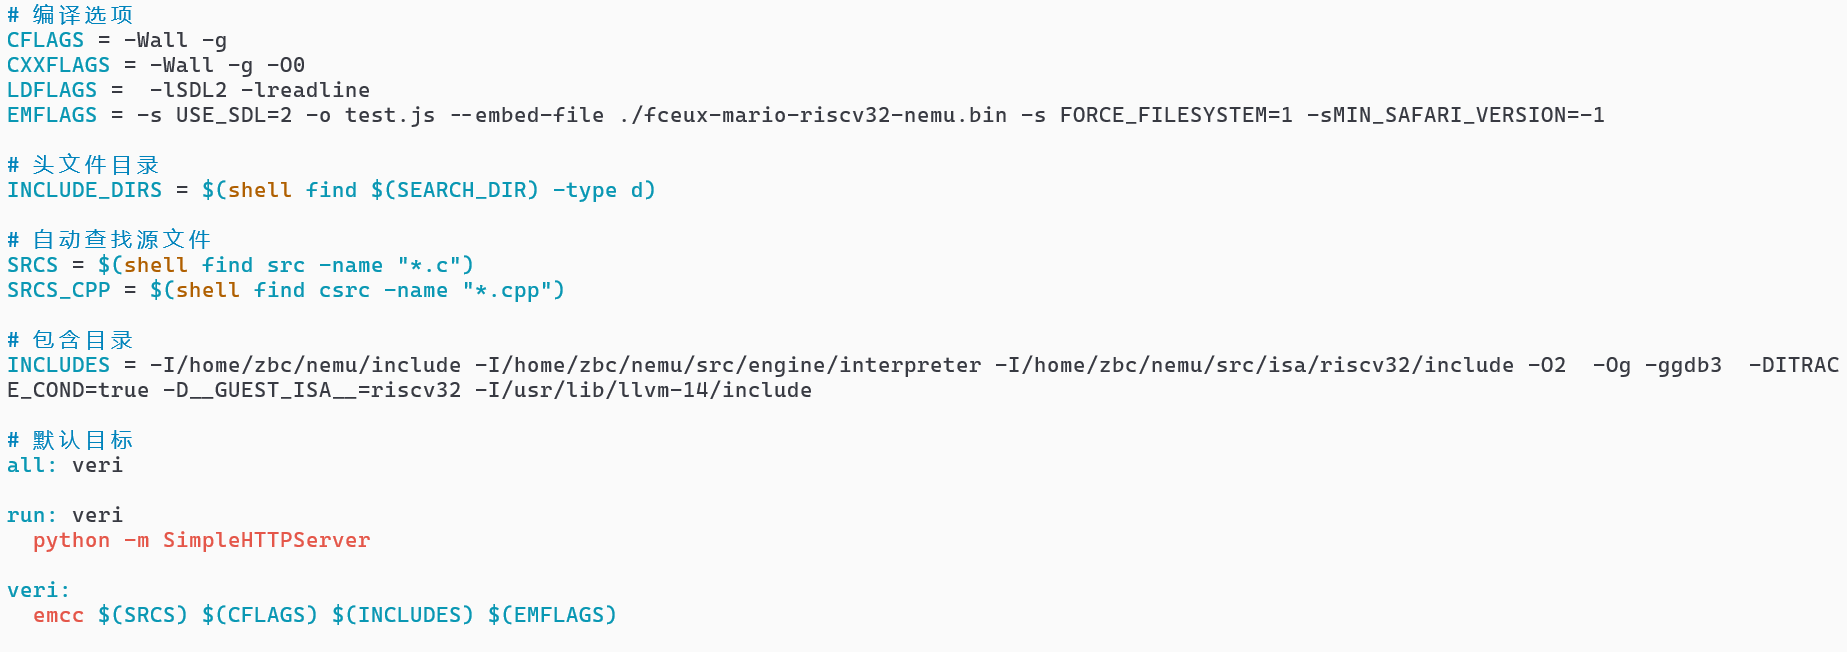 # 编译选项
CFLAGS = -Wall -g
CXXFLAGS = -Wall -g -O0
LDFLAGS =  -lSDL2 -lreadline
EMFLAGS = -s USE_SDL=2 -o test.js --embed-file ./fceux-mario-riscv32-nemu.bin -s FORCE_FILESYSTEM=1 -sMIN_SAFARI_VERSION=-1
# 头文件目录
INCLUDE_DIRS = $(shell find $(SEARCH_DIR) -type d)
# 自动查找源文件
SRCS = $(shell find src -name "*.c")
SRCS_CPP = $(shell find csrc -name "*.cpp")
# 包含目录
INCLUDES = -I/home/zbc/nemu/include -I/home/zbc/nemu/src/engine/interpreter -I/home/zbc/nemu/src/isa/riscv32/include -O2  -Og -ggdb3  -DITRAC
E_COND=true -D__GUEST_ISA__=riscv32 -I/usr/lib/llvm-14/include
# 默认目标
all: veri
run: veri
  python -m SimpleHTTPServer
veri:
  emcc $(SRCS) $(CFLAGS) $(INCLUDES) $(EMFLAGS)